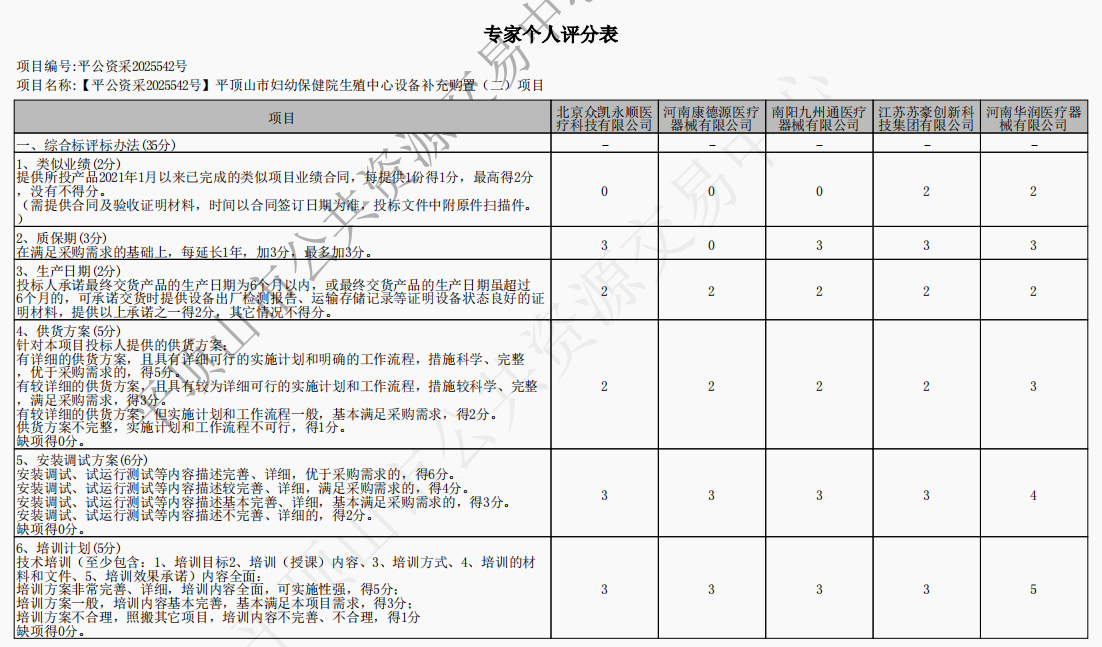 专家个人评分表
项目编号:平公资采2025542号
项目名称:【平公资采2025542号】平顶山市妇幼保健院生殖中心设备补充购置（二）项目
项目
北京众凯永顺医
疗科技有限公司
河南康德源医疗
器械有限公司
南阳九州通医疗
器械有限公司
江苏苏豪创新科
技集团有限公司
河南华润医疗器
械有限公司
一、综合标评标办法(35分)
－ － － － －
1、类似业绩(2分)
提供所投产品2021年1月以来已完成的类似项目业绩合同，每提供1份得1分，最高得2分
，没有不得分。
（需提供合同及验收证明材料，时间以合同签订日期为准，投标文件中附原件扫描件。
）
0 0 0 2 2
2、质保期(3分)
在满足采购需求的基础上，每延长1年，加3分，最多加3分。
3 0 3 3 3
3、生产日期(2分)
投标人承诺最终交货产品的生产日期为6个月以内，或最终交货产品的生产日期虽超过
6个月的，可承诺交货时提供设备出厂检测报告、运输存储记录等证明设备状态良好的证
明材料，提供以上承诺之一得2分，其它情况不得分。
2 2 2 2 2
4、供货方案(5分)
针对本项目投标人提供的供货方案：
有详细的供货方案，且具有详细可行的实施计划和明确的工作流程，措施科学、完整
，优于采购需求的，得5分。
有较详细的供货方案，且具有较为详细可行的实施计划和工作流程，措施较科学、完整
，满足采购需求，得3分。
有较详细的供货方案，但实施计划和工作流程一般，基本满足采购需求，得2分。
供货方案不完整，实施计划和工作流程不可行，得1分。
缺项得0分。
2 2 2 2 3
5、安装调试方案(6分)
安装调试、试运行测试等内容描述完善、详细，优于采购需求的，得6分。
安装调试、试运行测试等内容描述较完善、详细，满足采购需求的，得4分。
安装调试、试运行测试等内容描述基本完善、详细，基本满足采购需求的，得3分。
安装调试、试运行测试等内容描述不完善、详细的，得2分。
缺项得0分。
3 3 3 3 4
6、培训计划(5分)
技术培训（至少包含：1、培训目标2、培训（授课）内容、3、培训方式、4、培训的材
料和文件、5、培训效果承诺）内容全面：
培训方案非常完善、详细，培训内容全面，可实施性强，得5分；
培训方案一般，培训内容基本完善，基本满足本项目需求，得3分；
培训方案不合理，照搬其它项目，培训内容不完善、不合理，得1分
缺项得0分。
3 3 3 3 5
平顶山市公共资源交易中心
平顶山市公共资源交易中心